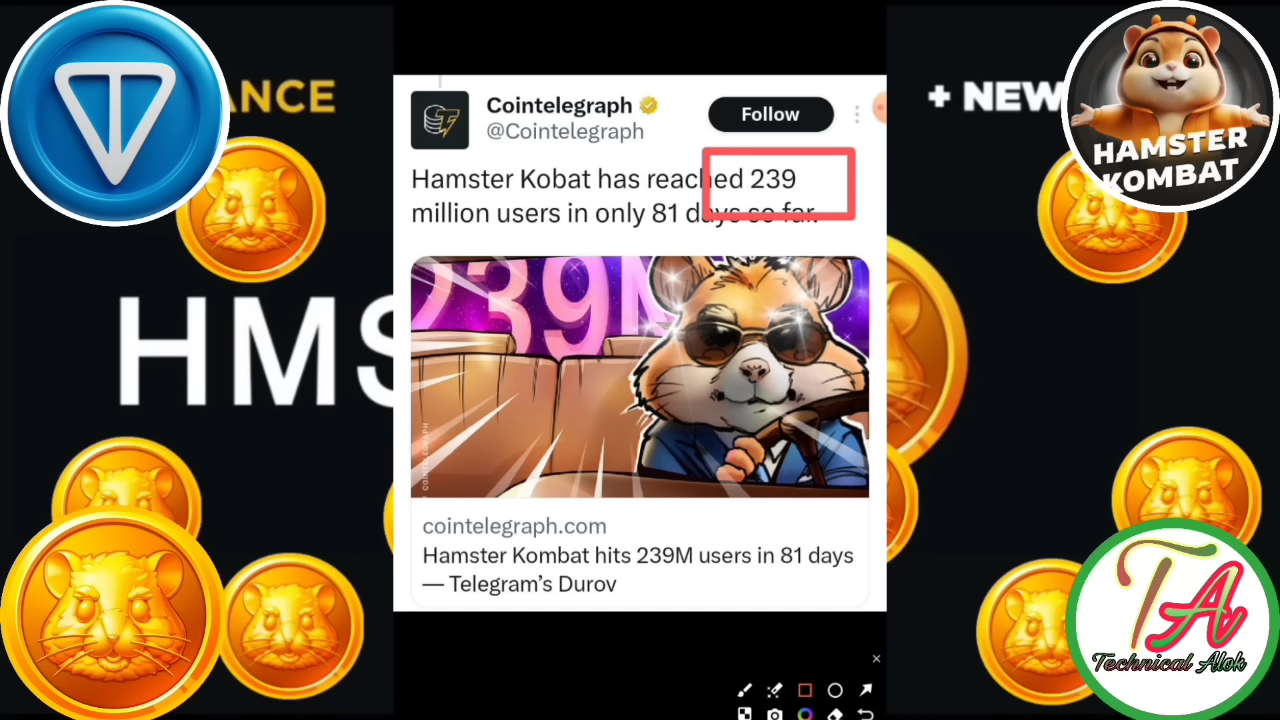 ANCE
+ NEW
HAMSTER
KOMBAT
HMS
Cointelegraph
@Cointelegraph
Follow
Hamster Kobat has reached 239
million users in only 81 days so far.
239M
COINTELEGRAPH
cointelegraph.com
Hamster Kombat hits 239M users in 81 days
— Telegram’s Durov
TA
Technical Alok